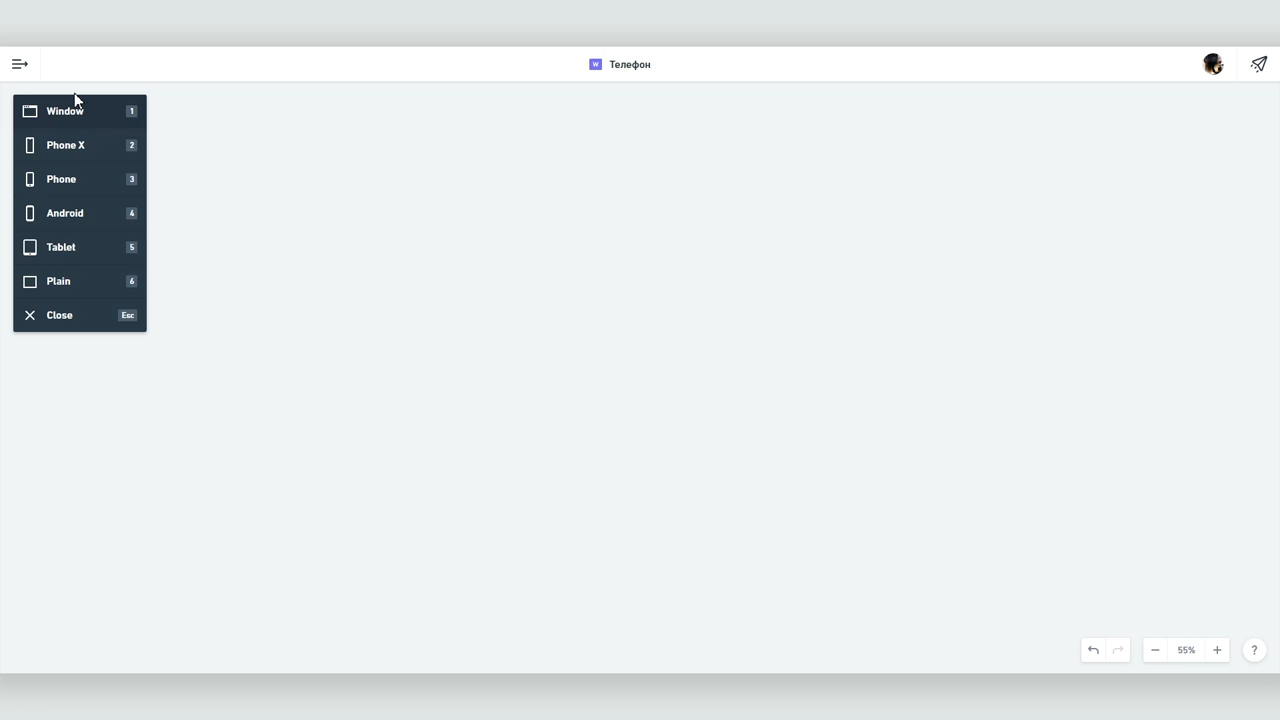 W Телефон
Window 1
Phone X 2
Phone 3
Android 4
Tablet 5
Plain 6
Close Esc
55%
?